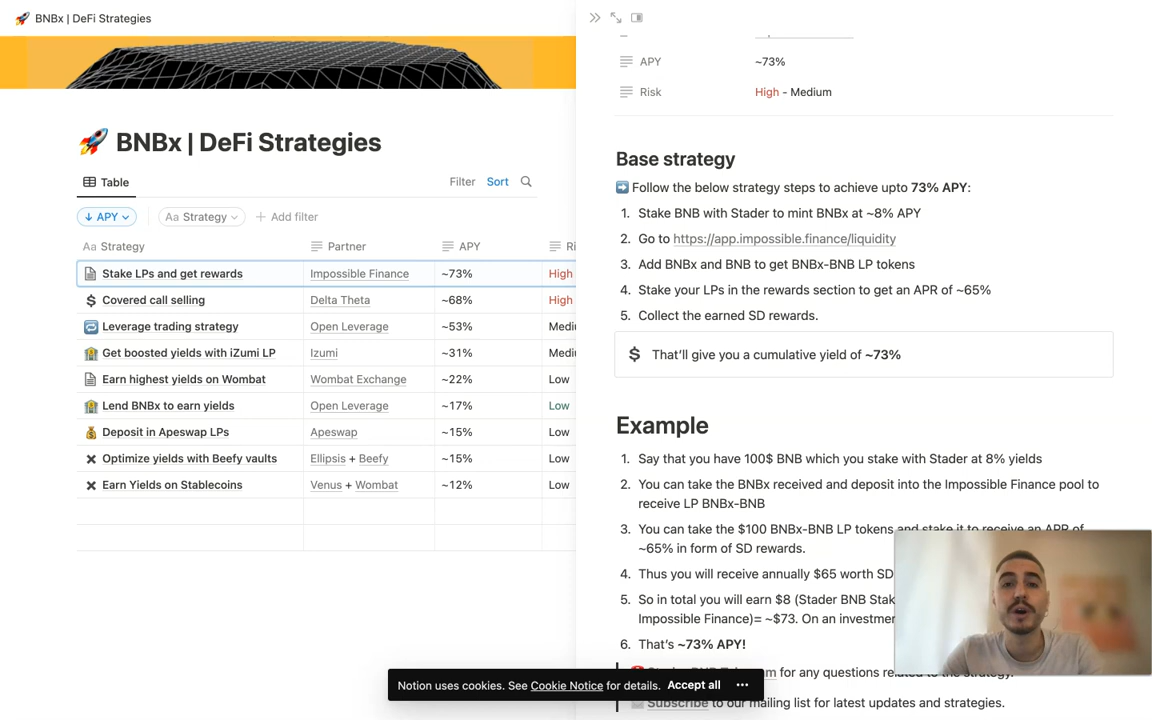 🚀 BNBx | DeFi Strategies
🚀 BNBx | DeFi Strategies
Table
Filter Sort
↓ APY
Aa Strategy
+ Add filter
Aa Strategy Partner APY Ri
Stake LPs and get rewards Impossible Finance ~73% High
Covered call selling Delta Theta ~68% High
Leverage trading strategy Open Leverage ~53% Mediu
Get boosted yields with iZumi LP Izumi ~31% Mediu
Earn highest yields on Wombat Wombat Exchange ~22% Low
Lend BNBx to earn yields Open Leverage ~17% Low
Deposit in Apeswap LPs Apeswap ~15% Low
Optimize yields with Beefy vaults Ellipsis + Beefy ~15% Low
Earn Yields on Stablecoins Venus + Wombat ~12% Low
APY ~73%
Risk High - Medium
Base strategy
➡️ Follow the below strategy steps to achieve upto 73% APY:
1. Stake BNB with Stader to mint BNBx at ~8% APY
2. Go to https://app.impossible.finance/liquidity
3. Add BNBx and BNB to get BNBx-BNB LP tokens
4. Stake your LPs in the rewards section to get an APR of ~65%
5. Collect the earned SD rewards.
$ That'll give you a cumulative yield of ~73%
Example
1. Say that you have 100$ BNB which you stake with Stader at 8% yields
2. You can take the BNBx received and deposit into the Impossible Finance pool to
receive LP BNBx-BNB
3. You can take the $100 BNBx-BNB LP tokens and stake it to receive an APR of
~65% in form of SD rewards.
4. Thus you will receive annually $65 worth SD
5. So in total you will earn $8 (Stader BNB Stak
Impossible Finance)= ~$73. On an investmen
6. That's ~73% APY!
for any questions related to the strategy.
Subscribe to our mailing list for latest updates and strategies.
Notion uses cookies. See Cookie Notice for details. Accept all •••